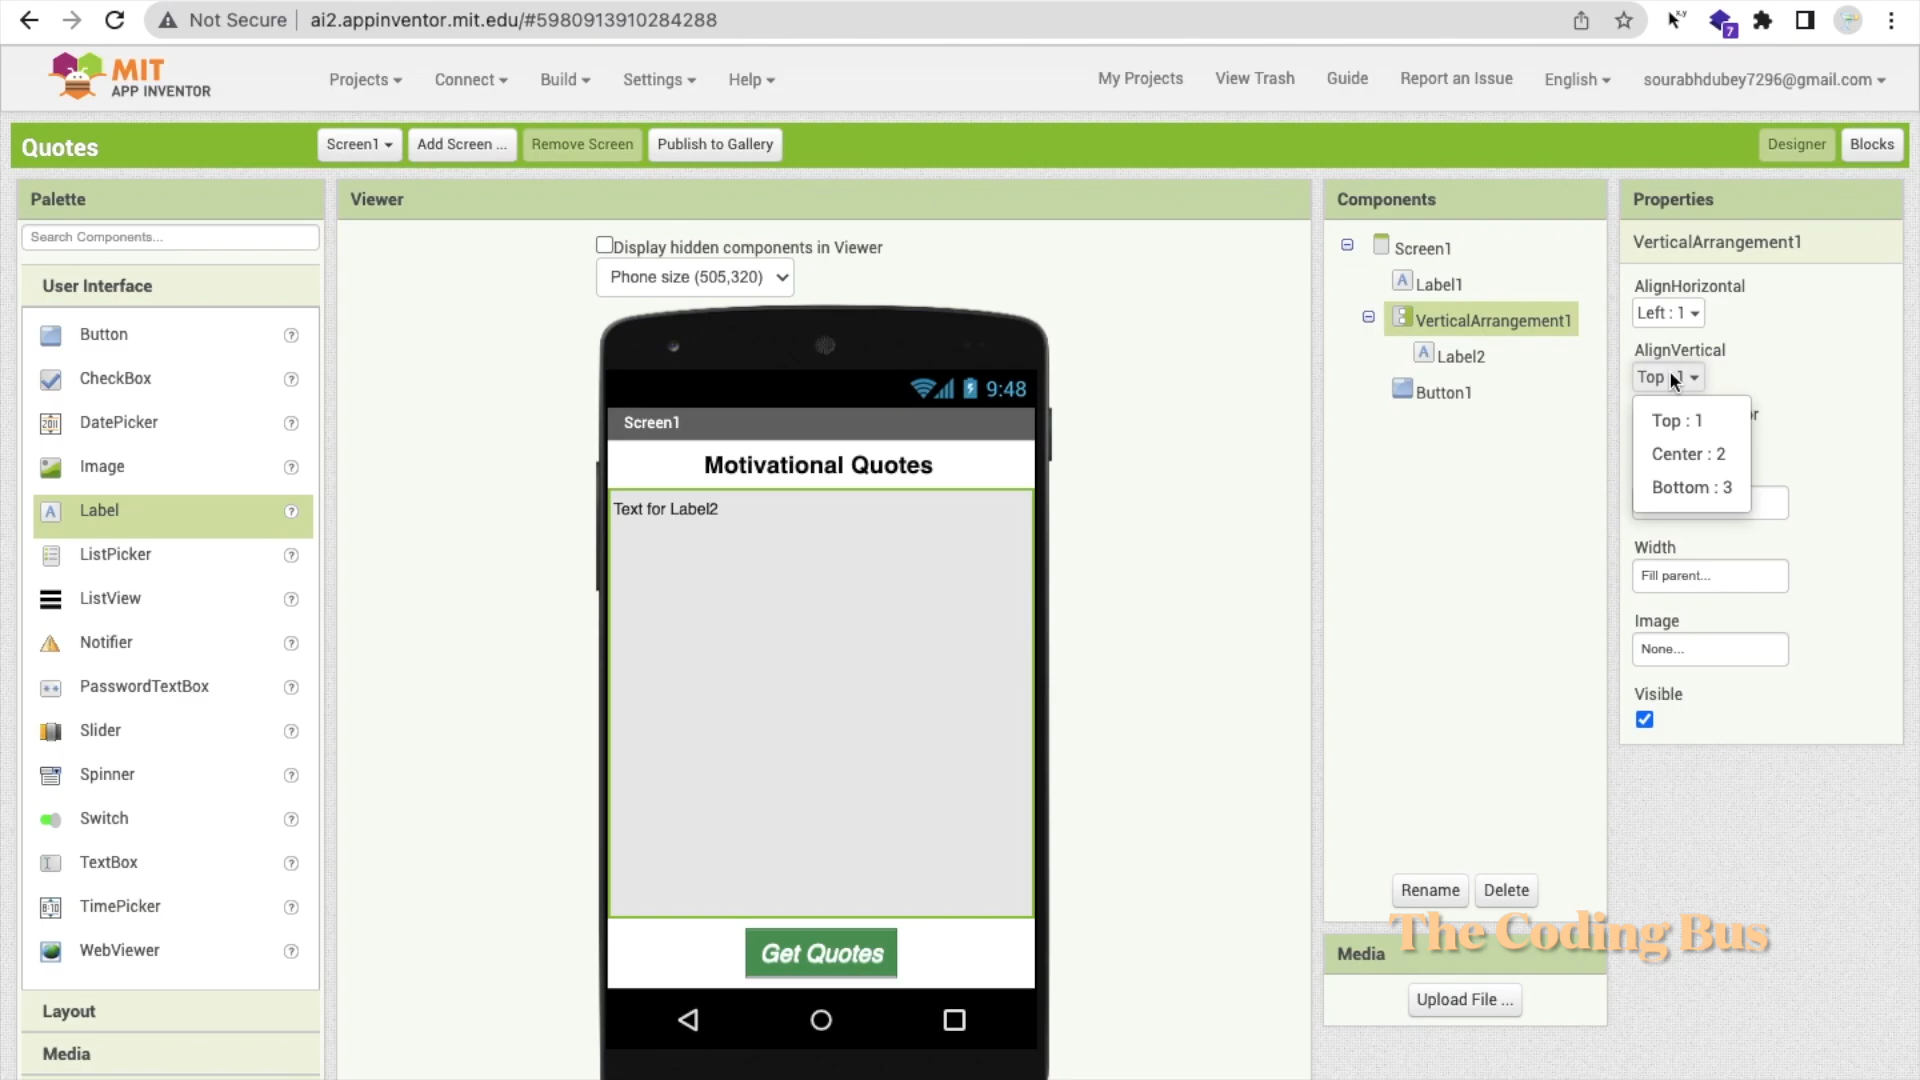 Not Secure
ai2.appinventor.mit.edu/#5980913910284288
7
MIT
APP INVENTOR
Projects
Connect
Build
Settings
Help
My Projects
View Trash
Guide
Report an Issue
English
sourabhdubey7296@gmail.com
Quotes
Screen1
Add Screen ...
Remove Screen
Publish to Gallery
Designer
Blocks
Palette
Search Components...
User Interface
Button
CheckBox
DatePicker
Image
Label
ListPicker
ListView
Notifier
PasswordTextBox
Slider
Spinner
Switch
TextBox
TimePicker
WebViewer
Layout
Media
Viewer
Display hidden components in Viewer
Phone size (505,320)
9:48
Screen1
Motivational Quotes
Text for Label2
Get Quotes
Components
Screen1
Label1
VerticalArrangement1
Label2
Button1
Rename
Delete
Media
Upload File ...
The Coding Bus
Properties
VerticalArrangement1
AlignHorizontal
Left : 1
AlignVertical
Top : 1
Top : 1
Center : 2
Bottom : 3
Width
Fill parent...
Image
None...
Visible